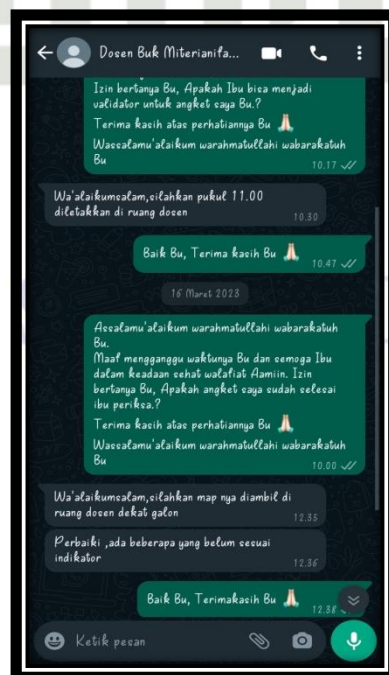 Dosen Buk Miterianifa...
Izin bertanya Bu, Apakah Ibu bisa menjadi
validator untuk angket saya Bu.?
Terima kasih atas perhatiannya Bu 🙏🏻
Wassalamu'alaikum warahmatullahi wabarakatuh
Bu
10.17
Wa'alaikumsalam,silahkan pukul 11.00
diletakkan di ruang dosen
10.30
Baik Bu, Terima kasih Bu 🙏🏻
10.47
16 Maret 2023
Assalamu'alaikum warahmatullahi wabarakatuh
Bu.
Maaf mengganggu waktunya Bu dan semoga Ibu
dalam keadaan sehat walafiat Aamiin. Izin
bertanya Bu, Apakah angket saya sudah selesai
ibu periksa.?
Terima kasih atas perhatiannya Bu 🙏🏻
Wassalamu'alaikum warahmatullahi wabarakatuh
Bu
10.00
Wa'alaikumsalam,silahkan map nya diambil di
ruang dosen dekat galon
12.35
Perbaiki ,ada beberapa yang belum sesuai
indikator
12.36
Baik Bu, Terimakasih Bu 🙏🏻
12.38
Ketik pesan